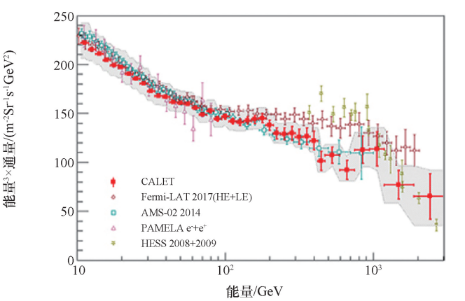 能量³×通量/(m⁻²Sr⁻¹s⁻¹GeV²)
250
200
150
100
50
0
CALET
Fermi-LAT 2017(HE+LE)
AMS-02 2014
PAMELA e⁻+e⁺
HESS 2008+2009
10 10² 10³
能量/GeV